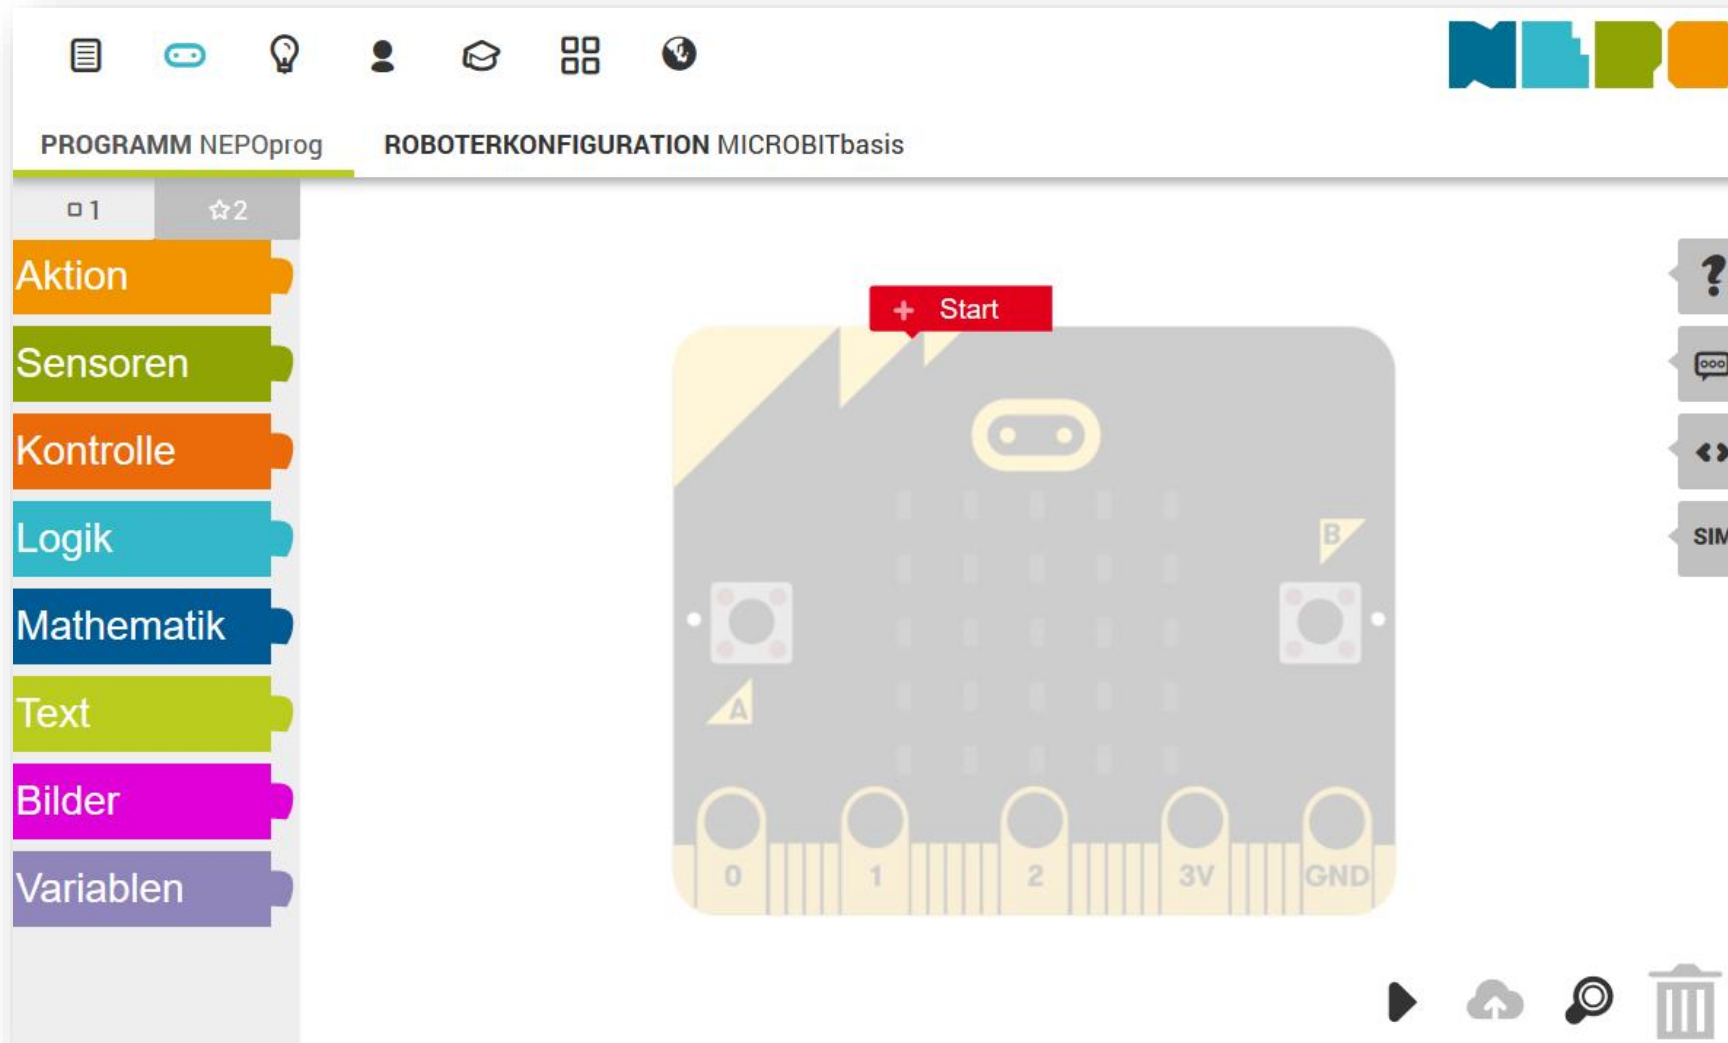 NEPO
PROGRAMM NEPOprog
ROBOTERKONFIGURATION MICROBITbasis
1
2
Aktion
Sensoren
Kontrolle
Logik
Mathematik
Text
Bilder
Variablen
+ Start
B
A
0
1
2
3V
GND
?
SIM